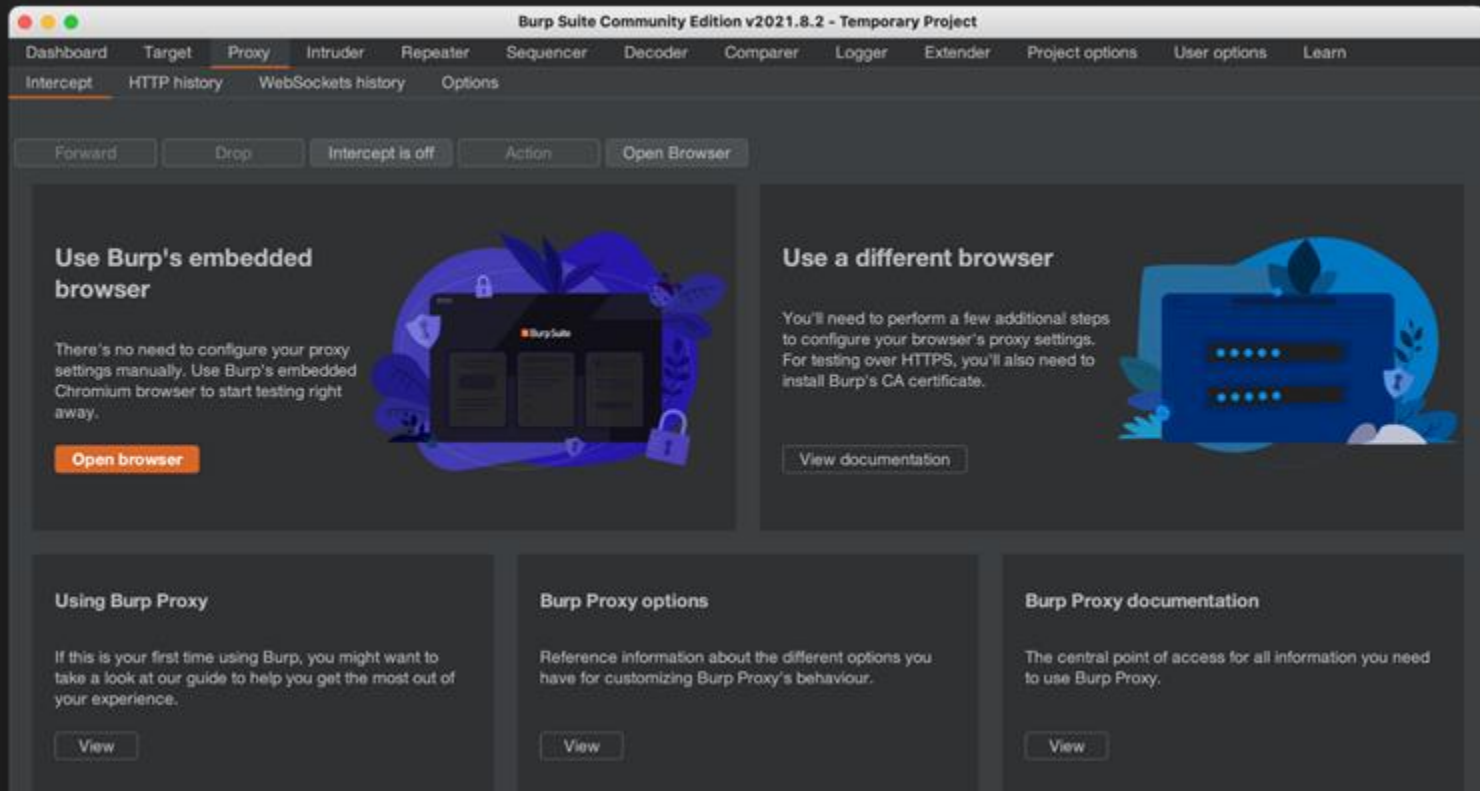 Burp Suite Community Edition v2021.8.2 - Temporary Project
Dashboard Target Proxy Intruder Repeater Sequencer Decoder Comparer Logger Extender Project options User options Learn
Intercept HTTP history WebSockets history Options
Forward Drop Intercept is off Action Open Browser
Use Burp's embedded
browser
There's no need to configure your proxy
settings manually. Use Burp's embedded
Chromium browser to start testing right
away.
Open browser
BurpSuite
Use a different browser
You'll need to perform a few additional steps
to configure your browser's proxy settings.
For testing over HTTPS, you'll also need to
install Burp's CA certificate.
View documentation
Using Burp Proxy
If this is your first time using Burp, you might want to
take a look at our guide to help you get the most out of
your experience.
View
Burp Proxy options
Reference information about the different options you
have for customizing Burp Proxy's behaviour.
View
Burp Proxy documentation
The central point of access for all information you need
to use Burp Proxy.
View